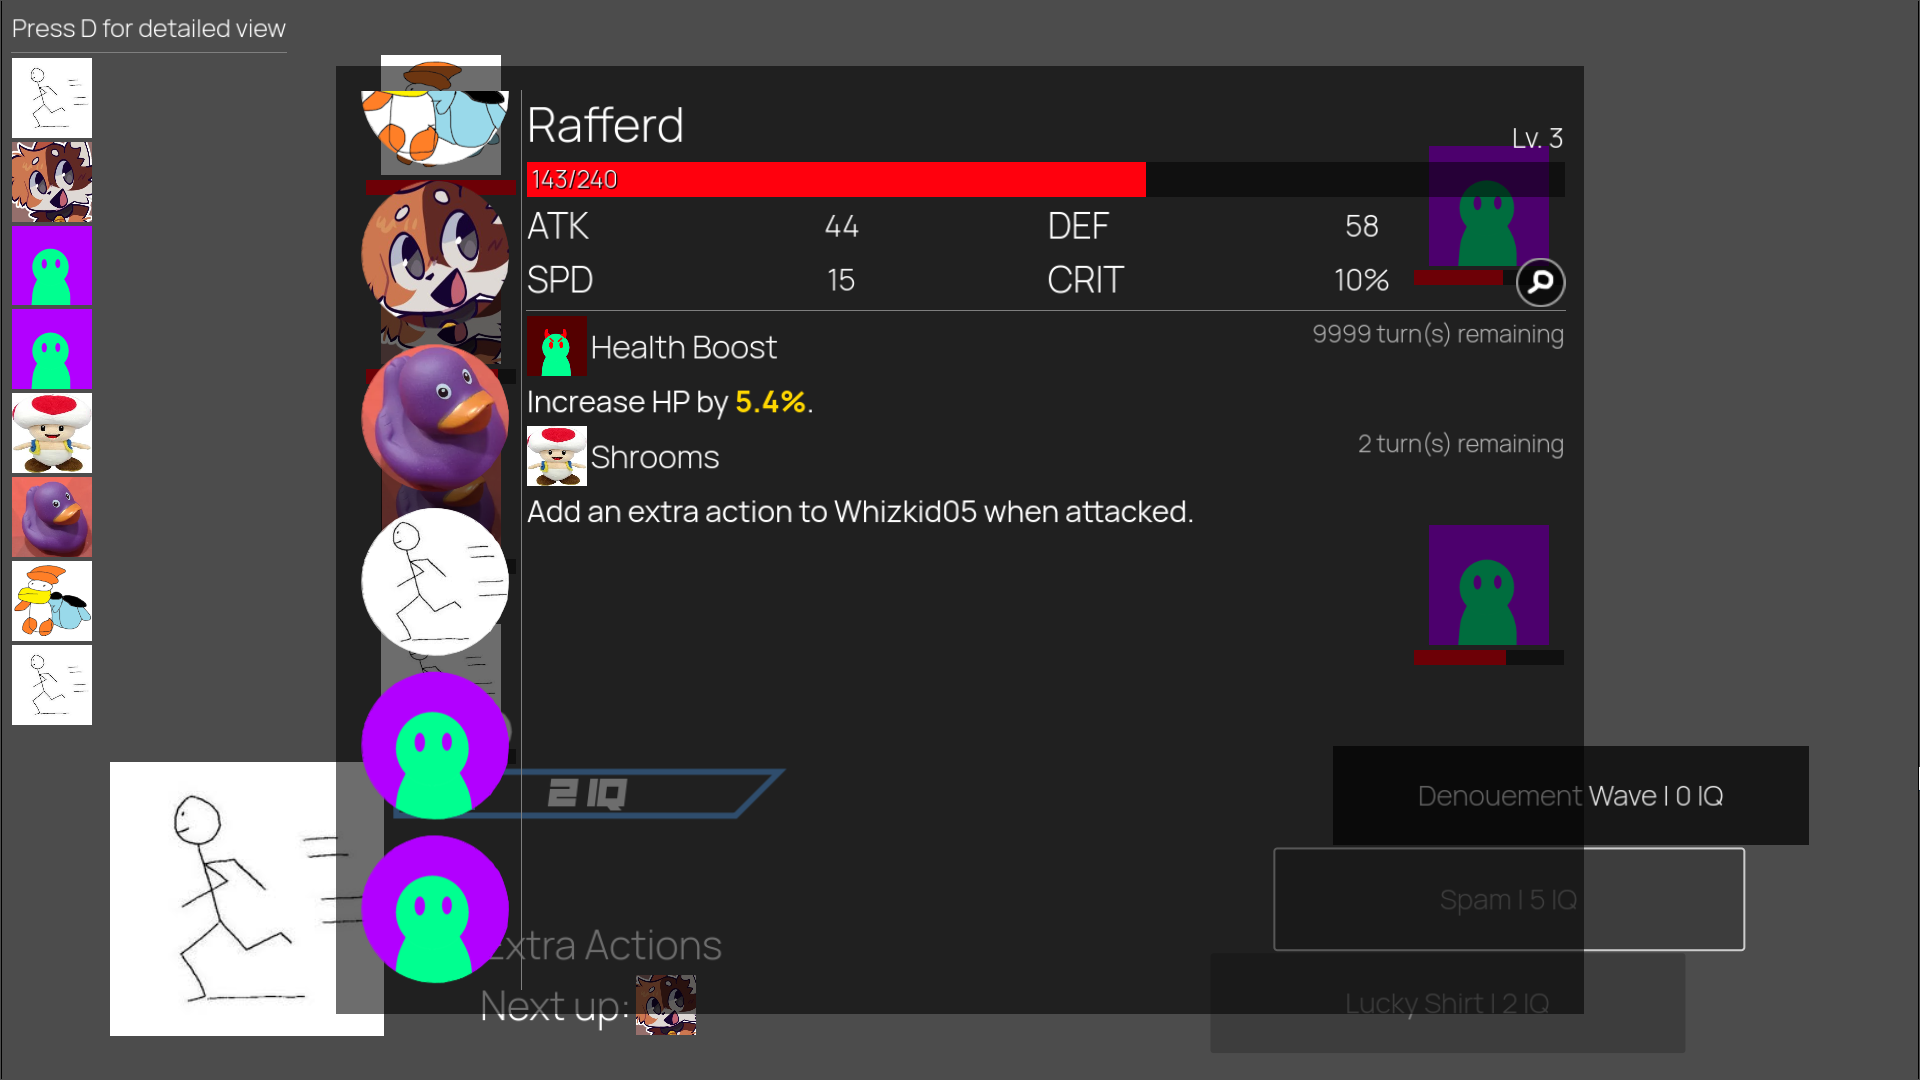 Press D for detailed view
Rafferd
Lv. 3
143/240
ATK 44 DEF 58
SPD 15 CRIT 10%
Health Boost 9999 turn(s) remaining
Increase HP by 5.4%.
Shrooms 2 turn(s) remaining
Add an extra action to Whizkid05 when attacked.
2 IQ
Denouement Wave | 0 IQ
Spam | 5 IQ
Extra Actions
Lucky Shirt | 2 IQ
Next up: